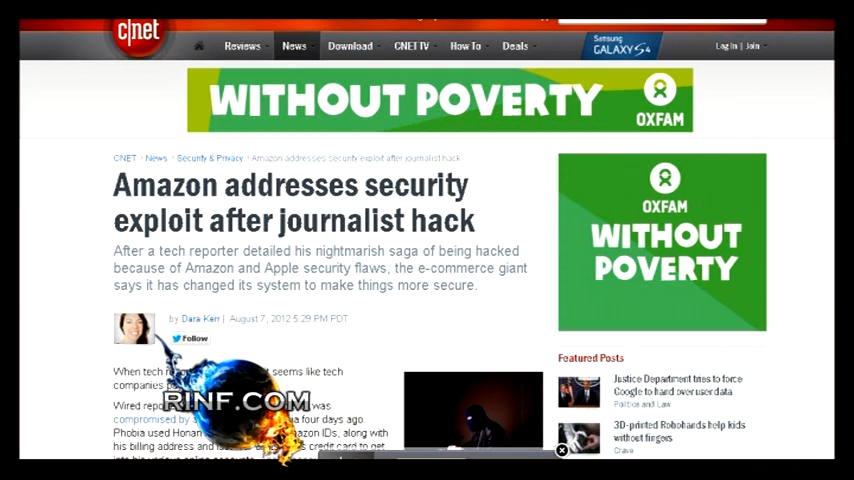 c|net
Reviews News Download CNET TV How To Deals
Samsung
GALAXY S4
Log In | Join
WITHOUT POVERTY
OXFAM
CNET News Security & Privacy Amazon addresses security exploit after journalist hack
Amazon addresses security
exploit after journalist hack
After a tech reporter detailed his nightmarish saga of being hacked
because of Amazon and Apple security flaws, the e-commerce giant
says it has changed its system to make things more secure.
by Dara Kerr | August 7, 2012 5:29 PM PDT
Follow
When tech seems like tech
companies
Wired was
compromised by four days ago.
Phobia used Honan IDs, along with
his billing address and credit card to get
RINF.COM
OXFAM
WITHOUT
POVERTY
Featured Posts
Justice Department tries to force
Google to hand over user data
Politics and Law
3D-printed Robohands help kids
without fingers
Crave